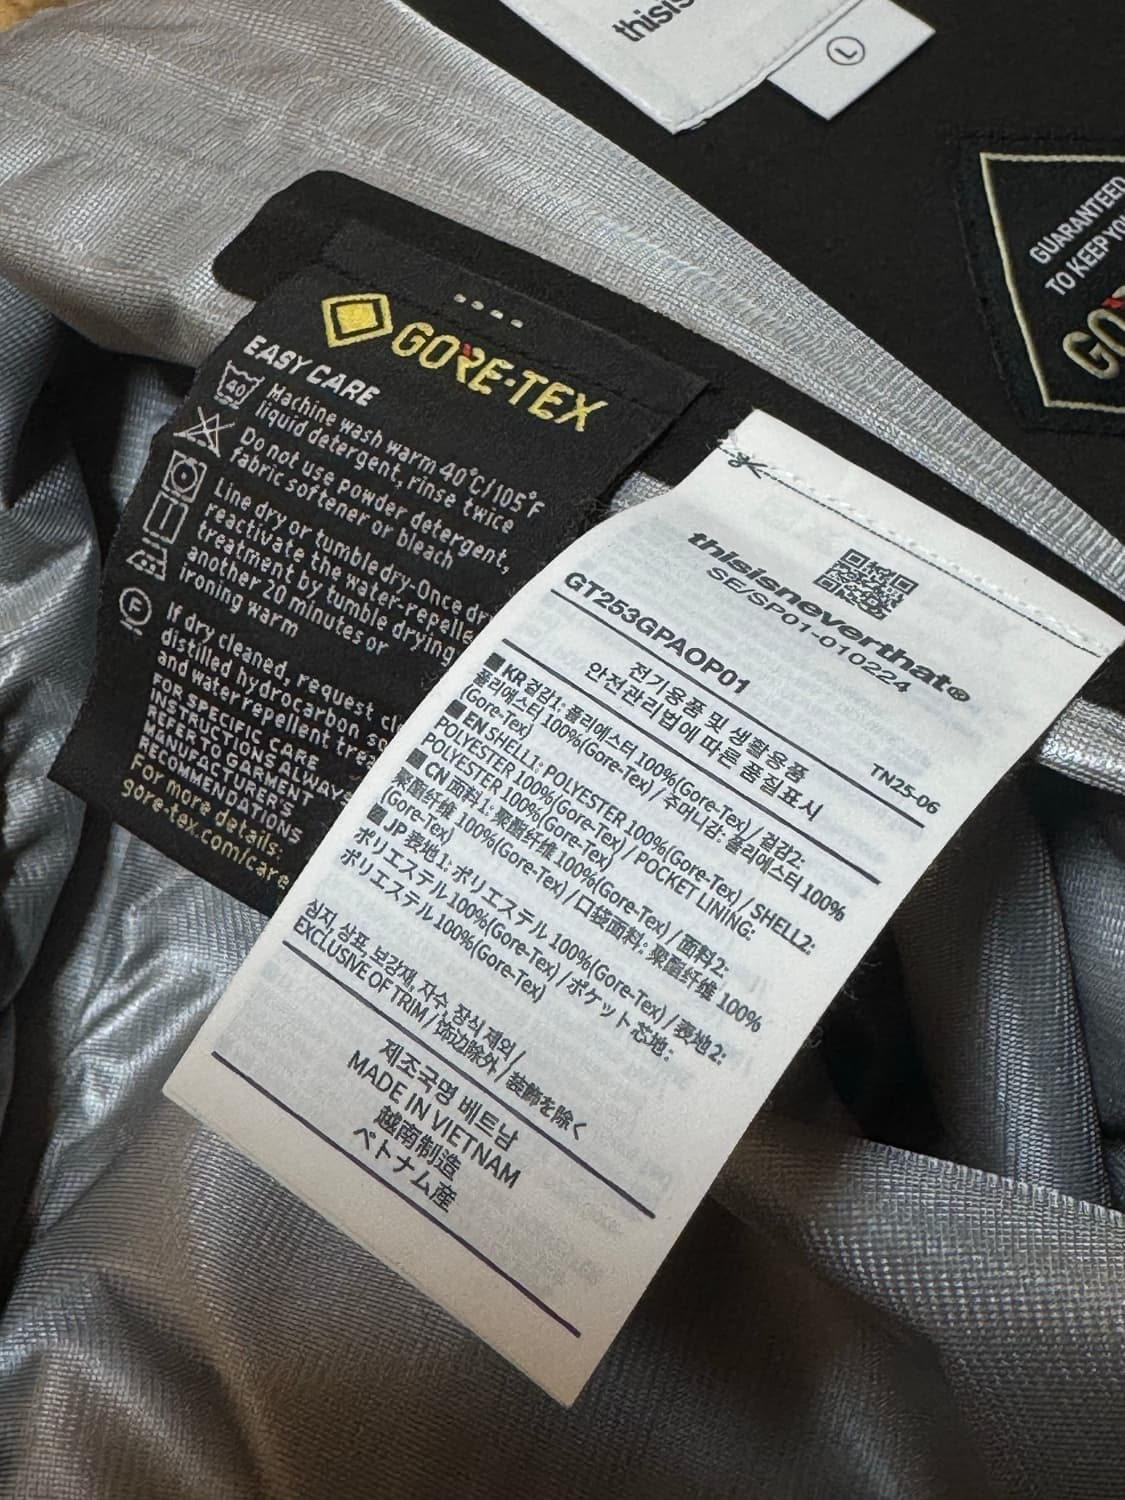 thisis
L
GUARANTEED
TO KEEP YO
GO
GORE-TEX
EASY CARE
40
Machine wash warm 40°C/105°F
liquid detergent, rinse twice
Do not use powder detergent,
fabric softener or bleach
Line dry or tumble dry-Once dr
reactivate the water-repelle
treatment by tumble drying
another 20 minutes or
ironing warm
F
If dry cleaned, request cl
distilled hydrocarbon so
and water repellent tre
FOR SPECIFIC CARE
INSTRUCTIONS ALWAYS
REFER TO GARMENT
MANUFACTURER'S
RECOMMENDATIONS
For more details:
gore-tex.com/care
thisisneverthat®
SE/SP01-010224
GT253GPAOP01
TN25-06
전기용품 및 생활용품
안전관리법에 따른 품질표시
■KR 겉감1: 폴리에스터 100%(Gore-Tex) / 겉감2:
폴리에스터 100%(Gore-Tex) / 주머니감: 폴리에스터 100%
(Gore-Tex)
■EN SHELL1: POLYESTER 100%(Gore-Tex) / SHELL2:
POLYESTER 100%(Gore-Tex) / POCKET LINING:
POLYESTER 100%(Gore-Tex)
■CN 面料1: 聚酯纤维 100%(Gore-Tex) / 面料2:
聚酯纤维 100%(Gore-Tex) / 口袋面料: 聚酯纤维 100%
(Gore-Tex)
■JP 表地1: ポリエステル 100%(Gore-Tex) / 表地2:
ポリエステル 100%(Gore-Tex) / ポケット芯地:
ポリエステル 100%(Gore-Tex)
심지, 상표, 보강재, 자수, 장식 제외 /
EXCLUSIVE OF TRIM / 饰边除外 / 装飾を除く
제조국명 베트남
MADE IN VIETNAM
越南制造
ベトナム産